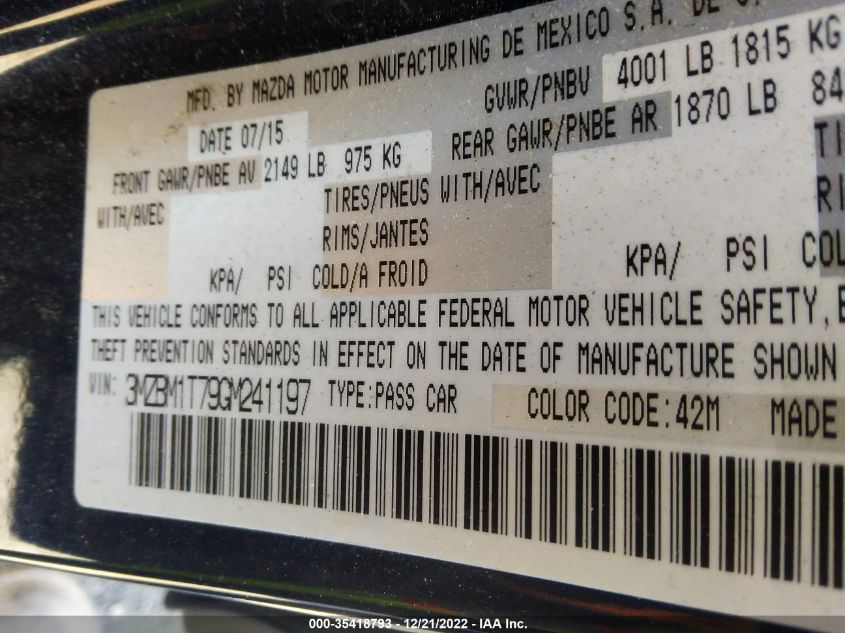 MFD. BY MAZDA MOTOR MANUFACTURING DE MEXICO S.A. DE
DATE 07/15 GVWR/PNBV 4001 LB 1815 KG
FRONT GAWR/PNBE AV 2149 LB 975 KG REAR GAWR/PNBE AR 1870 LB 84
WITH/AVEC TIRES/PNEUS WITH/AVEC TI
RIMS/JANTES RI
KPA/ PSI COLD/A FROID KPA/ PSI COL
THIS VEHICLE CONFORMS TO ALL APPLICABLE FEDERAL MOTOR VEHICLE SAFETY,
THEFT PREVENTION STANDARDS IN EFFECT ON THE DATE OF MANUFACTURE SHOWN
VIN: 3MZBM1T79GM241197 TYPE:PASS CAR COLOR CODE:42M MADE
000-35418793 - 12/21/2022 - IAA Inc.